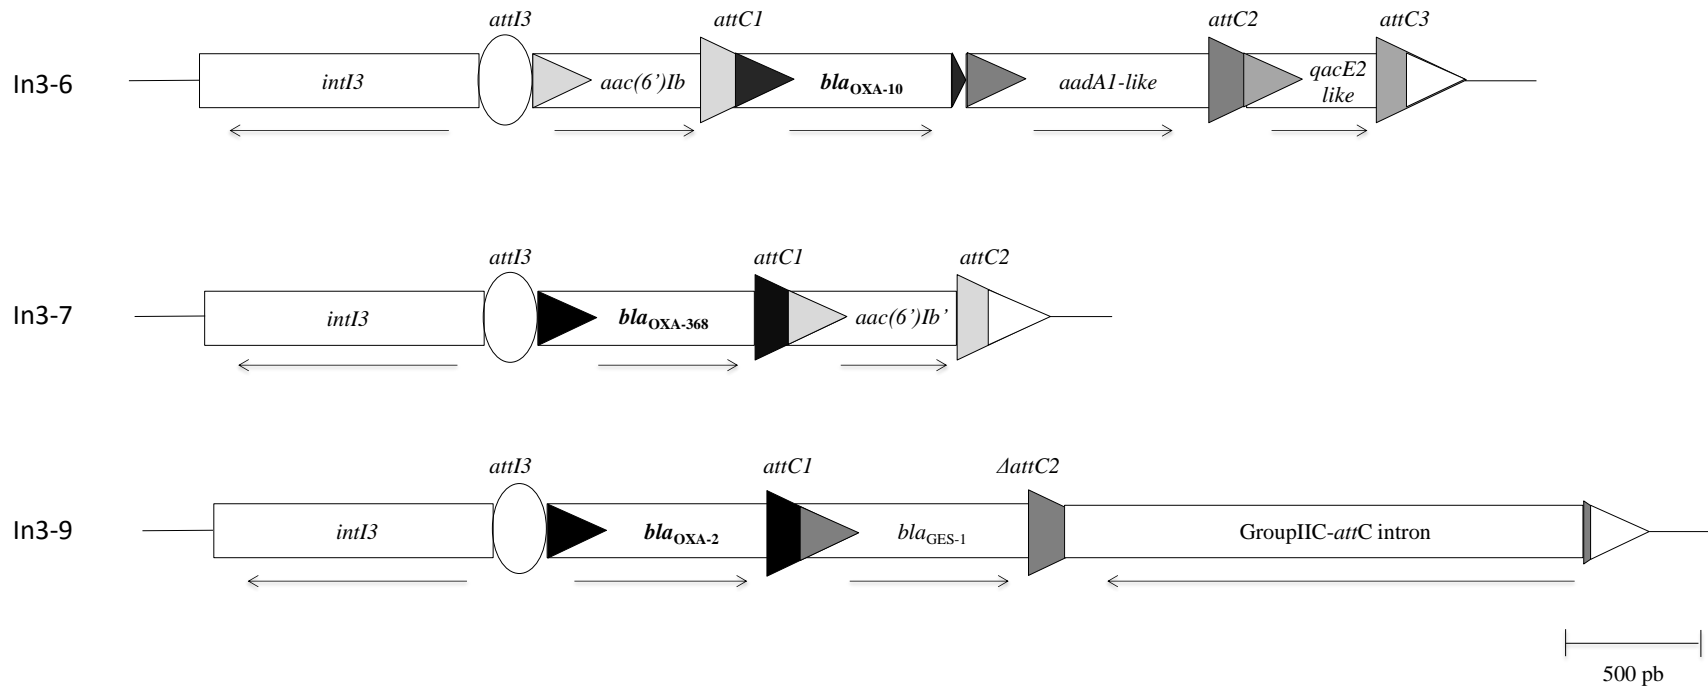 attI3 attC1 attC2 attC3
In3-6 intI3 aac(6’)Ib blaOXA-10 aadA1-like qacE2
like
attI3 attC1 attC2
In3-7 intI3 blaOXA-368 aac(6’)Ib’
attI3 attC1 ΔattC2
In3-9 intI3 blaOXA-2 blaGES-1 GroupIIC-attC intron
500 pb